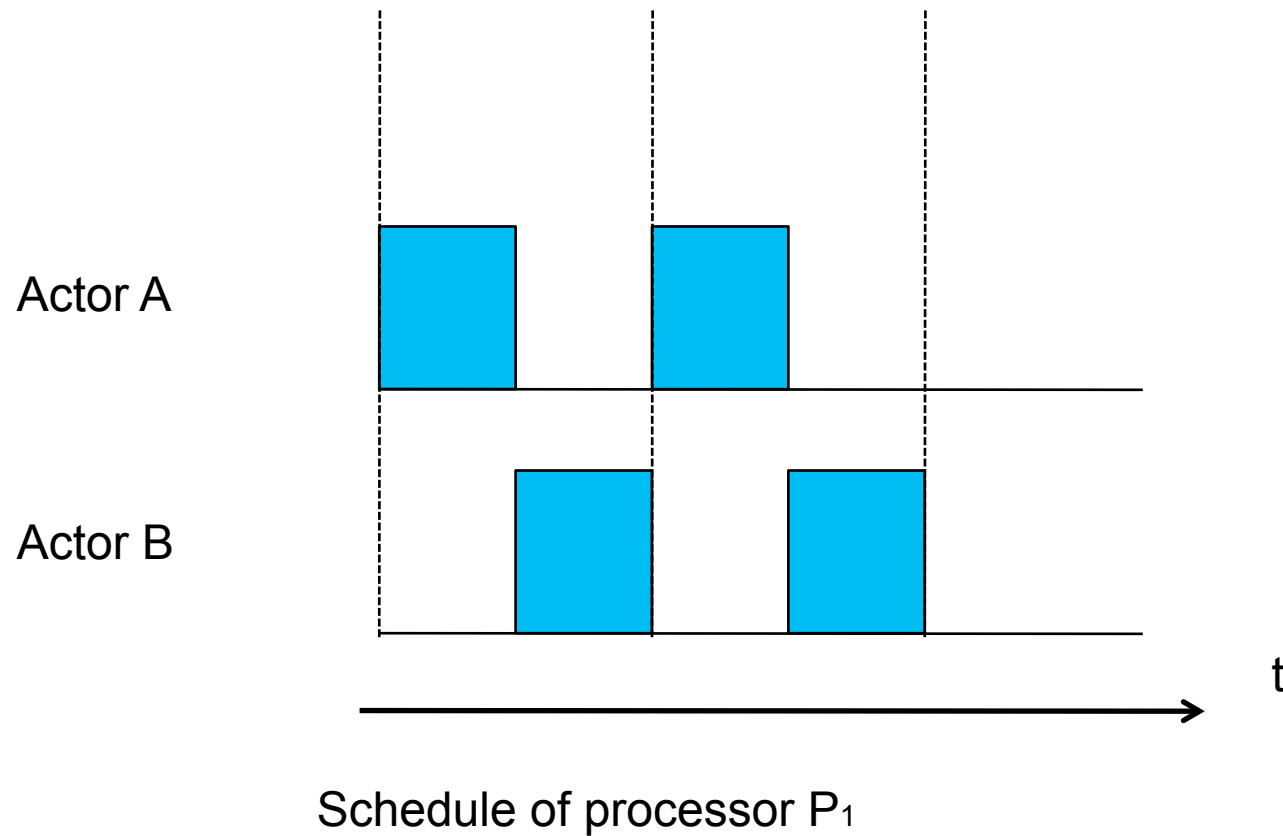 Actor A
Actor B
t
Schedule of processor P₁